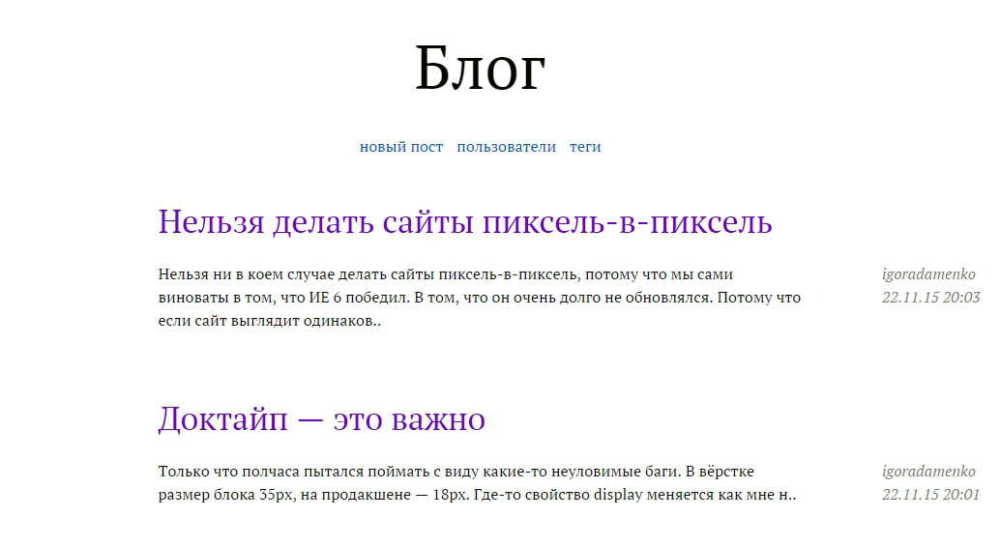 Блог
новый пост пользователи теги
Нельзя делать сайты пиксель-в-пиксель
Нельзя ни в коем случае делать сайты пиксель-в-пиксель, потому что мы сами
виноваты в том, что ИЕ 6 победил. В том, что он очень долго не обновлялся. Потому что
если сайт выглядит одинаков..
igoradamenko
22.11.15 20:03
Доктайп — это важно
Только что полчаса пытался поймать с виду какие-то неуловимые баги. В вёрстке
размер блока 35px, на продакшене — 18px. Где-то свойство display меняется как мне н..
igoradamenko
22.11.15 20:01